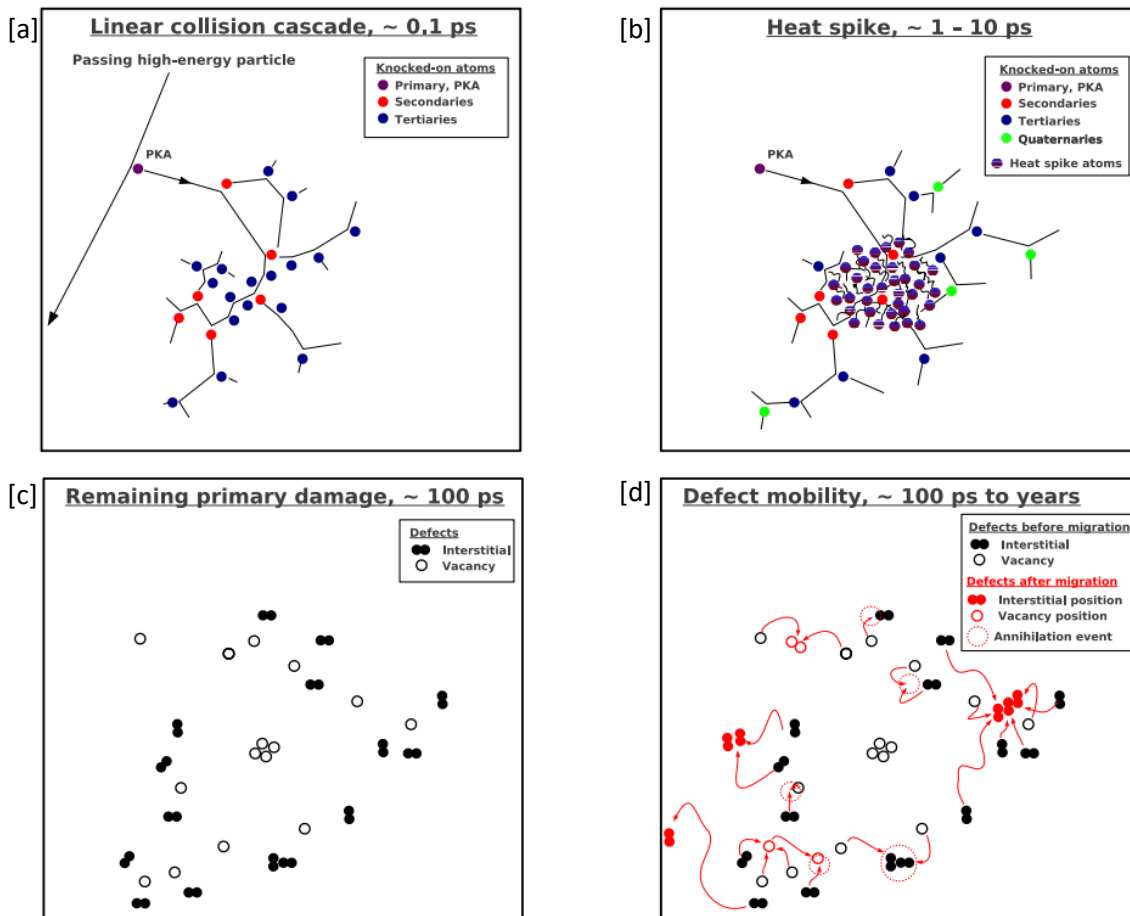 [a]
Linear collision cascade, ~ 0.1 ps
Passing high-energy particle
Knocked-on atoms
Primary, PKA
Secondaries
Tertiaries
PKA
[b]
Heat spike, ~ 1 – 10 ps
Knocked-on atoms
Primary, PKA
Secondaries
Tertiaries
Quaternaries
Heat spike atoms
PKA
[c]
Remaining primary damage, ~ 100 ps
Defects
Interstitial
Vacancy
[d]
Defect mobility, ~ 100 ps to years
Defects before migration
Interstitial
Vacancy
Defects after migration
Interstitial position
Vacancy position
Annihilation event